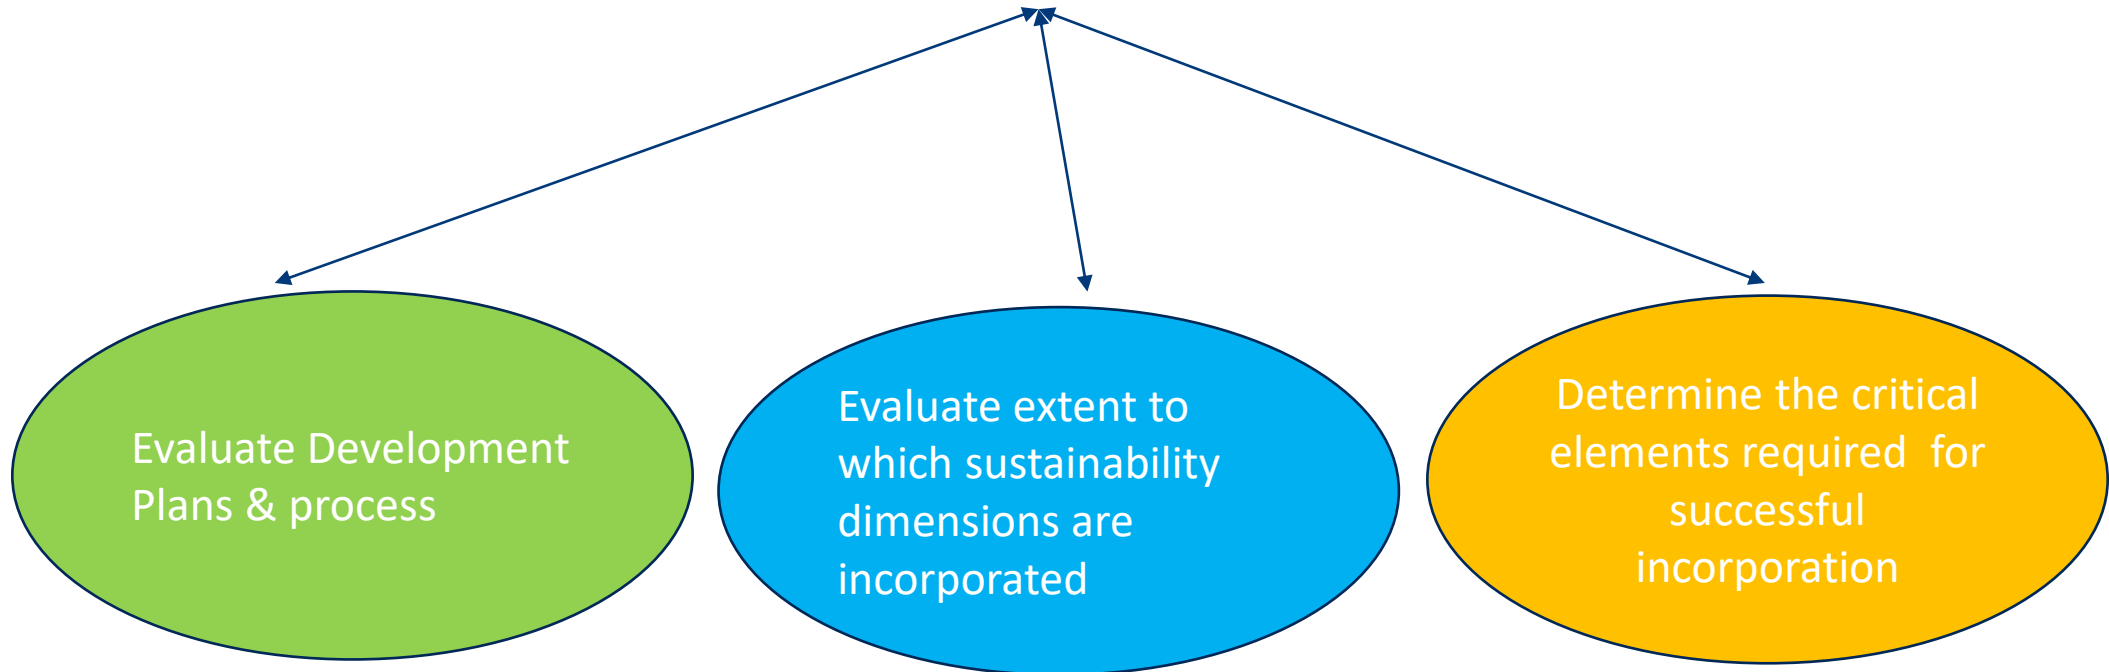 Evaluate Development
Plans & process
Evaluate extent to
which sustainability
dimensions are
incorporated
Determine the critical
elements required  for
successful
incorporation